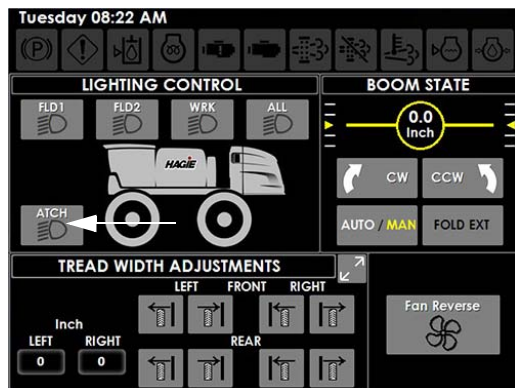 Tuesday 08:22 AM
(P)
LIGHTING CONTROL
FLD1 FLD2 WRK ALL
HAGIE
ATCH
BOOM STATE
0.0
Inch
CW CCW
AUTO / MAN FOLD EXT
TREAD WIDTH ADJUSTMENTS
LEFT FRONT RIGHT
Inch
LEFT RIGHT
0 0
REAR
Fan Reverse